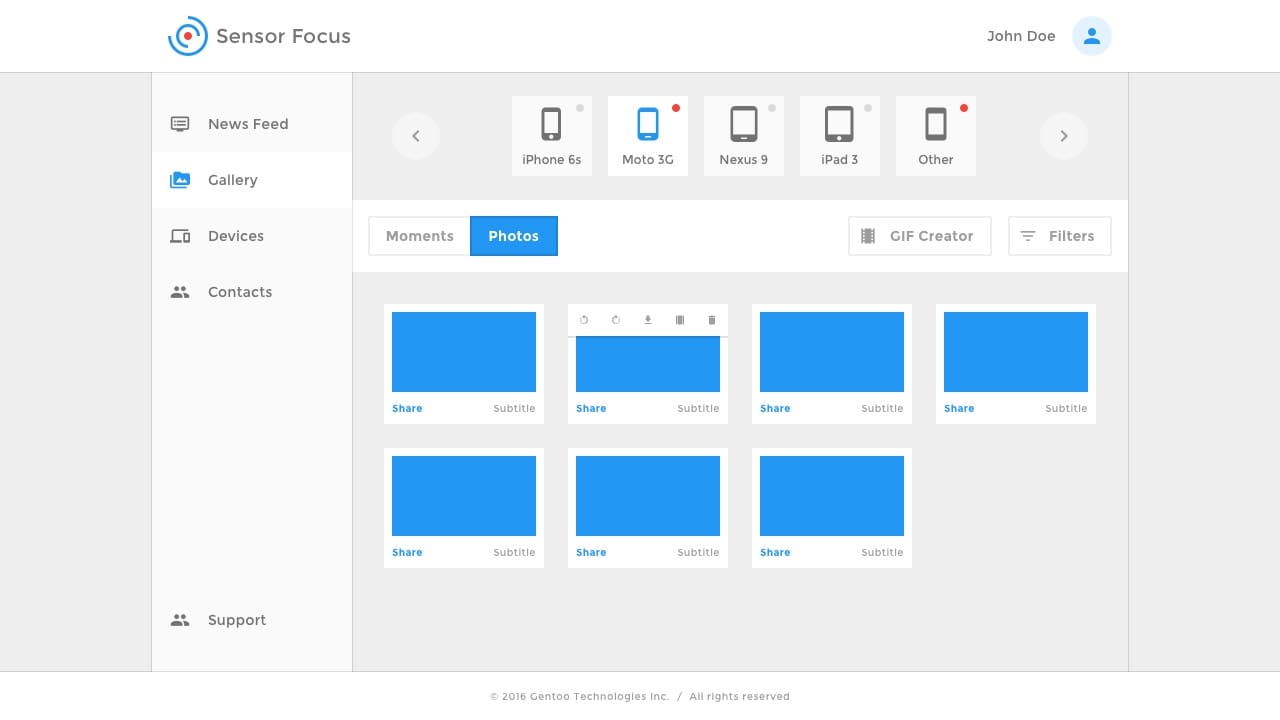 Sensor Focus
John Doe
News Feed
Gallery
Devices
Contacts
Support
iPhone 6s
Moto 3G
Nexus 9
iPad 3
Other
Moments
Photos
GIF Creator
Filters
Share Subtitle
Share Subtitle
Share Subtitle
Share Subtitle
Share Subtitle
Share Subtitle
Share Subtitle
© 2016 Gentoo Technologies Inc. / All rights reserved